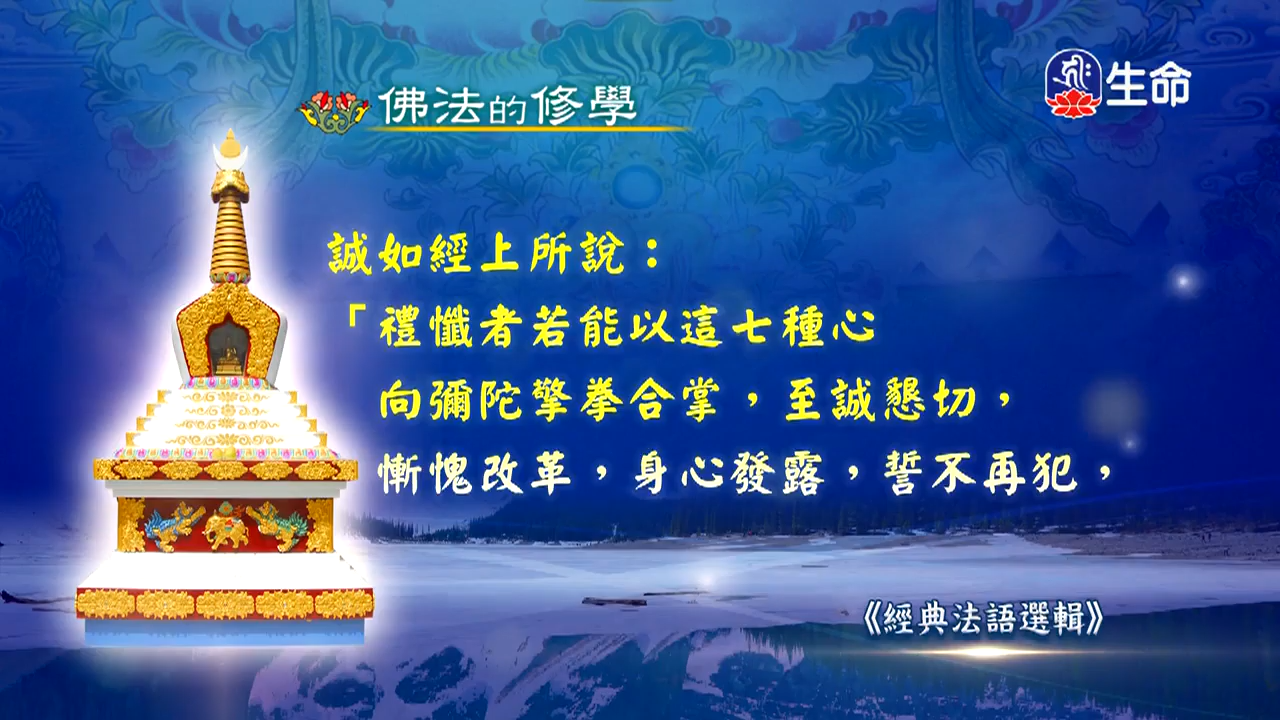 佛法的修學
生命
誠如經上所說：
「禮懺者若能以這七種心
向彌陀擎拳合掌，至誠懇切，
慚愧改革，身心發露，誓不再犯，
《經典法語選輯》